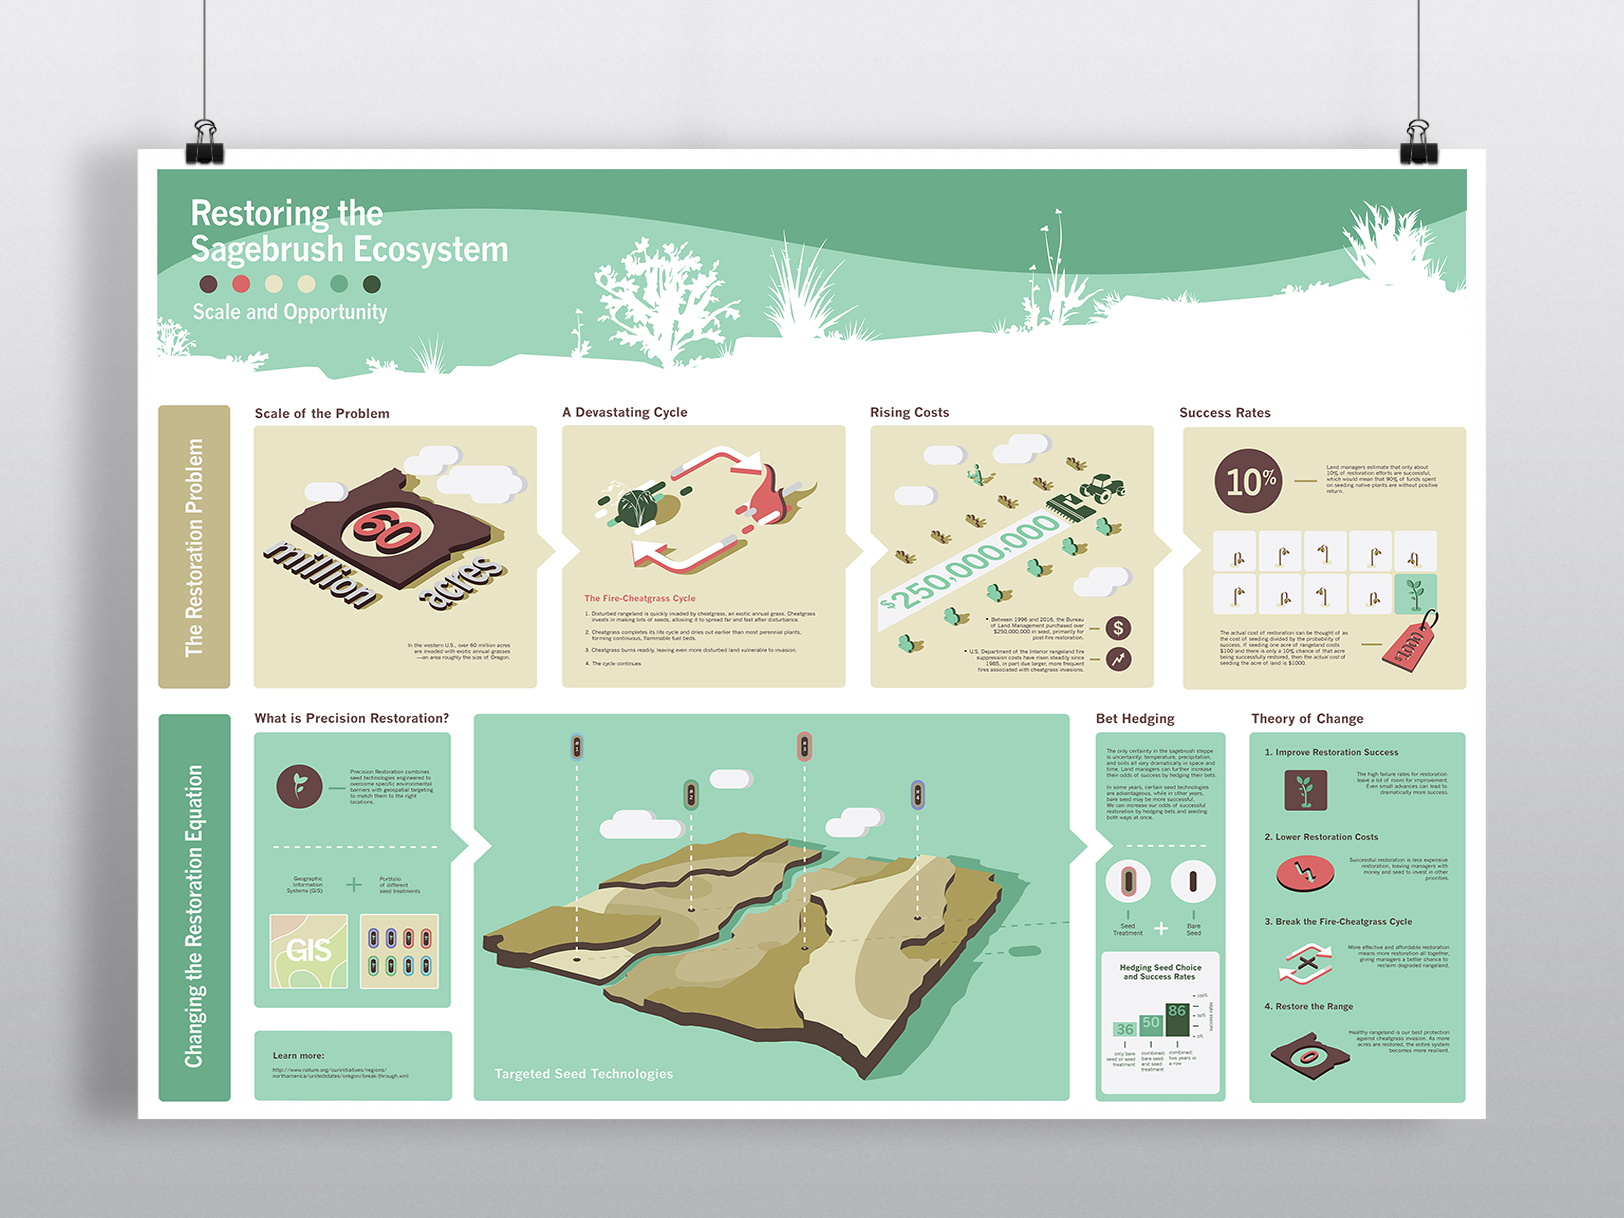 Restoring the
Sagebrush Ecosystem
Scale and Opportunity
The Restoration Problem
Scale of the Problem
60
million
acres
In the western U.S., over 60 million acres
are invaded with exotic annual grasses
—an area roughly the size of Oregon.
A Devastating Cycle
The Fire-Cheatgrass Cycle
1. Disturbed rangeland is quickly invaded by cheatgrass, an exotic annual grass. Cheatgrass
invests in making lots of seeds, allowing it to spread far and fast after disturbance.
2. Cheatgrass completes its life cycle and dries out earlier than most perennial plants,
forming continuous, flammable fuel beds.
3. Cheatgrass burns readily, leaving even more disturbed land vulnerable to invasion.
4. The cycle continues
Rising Costs
$250,000,000
• Between 1996 and 2016, the Bureau
of Land Management purchased over
$250,000,000 in seed, primarily for
post-fire restoration.
$
• U.S. Department of the Interior rangeland fire
suppression costs have risen steadily since
1985, in part due larger, more frequent
fires associated with cheatgrass invasions.
Success Rates
10%
Land managers estimate that only about
10% of restoration efforts are successful,
which would mean that 90% of funds spent
on seeding native plants are without positive
return.
The actual cost of restoration can be thought of as
the cost of seeding divided by the probability of
success. If seeding one acre of rangeland costs
$100 and there is only a 10% chance of that acre
being successfully restored, then the actual cost of
seeding the acre of land is $1000.
$1000
Changing the Restoration Equation
What is Precision Restoration?
Precision Restoration combines
seed technologies engineered to
overcome specific environmental
barriers with geospatial targeting
to match them to the right
locations.
Geographic
Information
Systems (GIS)
+
Portfolio
of different
seed treatments
GIS
Learn more:
http://www.nature.org/ourinitiatives/regions/
northamerica/unitedstates/oregon/break-through.xml
#1
#2
#3
#4
Targeted Seed Technologies
Bet Hedging
The only certainty in the sagebrush steppe
is uncertainty: temperature, precipitation,
and soils all vary dramatically in space and
time. Land managers can further increase
their odds of success by hedging their bets.
In some years, certain seed technologies
are advantageous, while in other years,
bare seed may be more successful.
We can increase our odds of successful
restoration by hedging bets and seeding
both ways at once.
Seed
Treatment
+
Bare
Seed
Hedging Seed Choice
and Success Rates
36
50
86
100%
50%
0%
success rates
only bare
seed or seed
treatment
combined:
bare seed
and seed
treatment
combined:
two years in
a row
Theory of Change
1. Improve Restoration Success
The high failure rates for restoration
leave a lot of room for improvement.
Even small advances can lead to
dramatically more success.
2. Lower Restoration Costs
Successful restoration is less expensive
restoration, leaving managers with
money and seed to invest in other
priorities.
3. Break the Fire-Cheatgrass Cycle
More effective and affordable restoration
means more restoration all together,
giving managers a better chance to
reclaim degraded rangeland.
4. Restore the Range
0
Healthy rangeland is our best protection
against cheatgrass invasion. As more
acres are restored, the entire system
becomes more resilient.